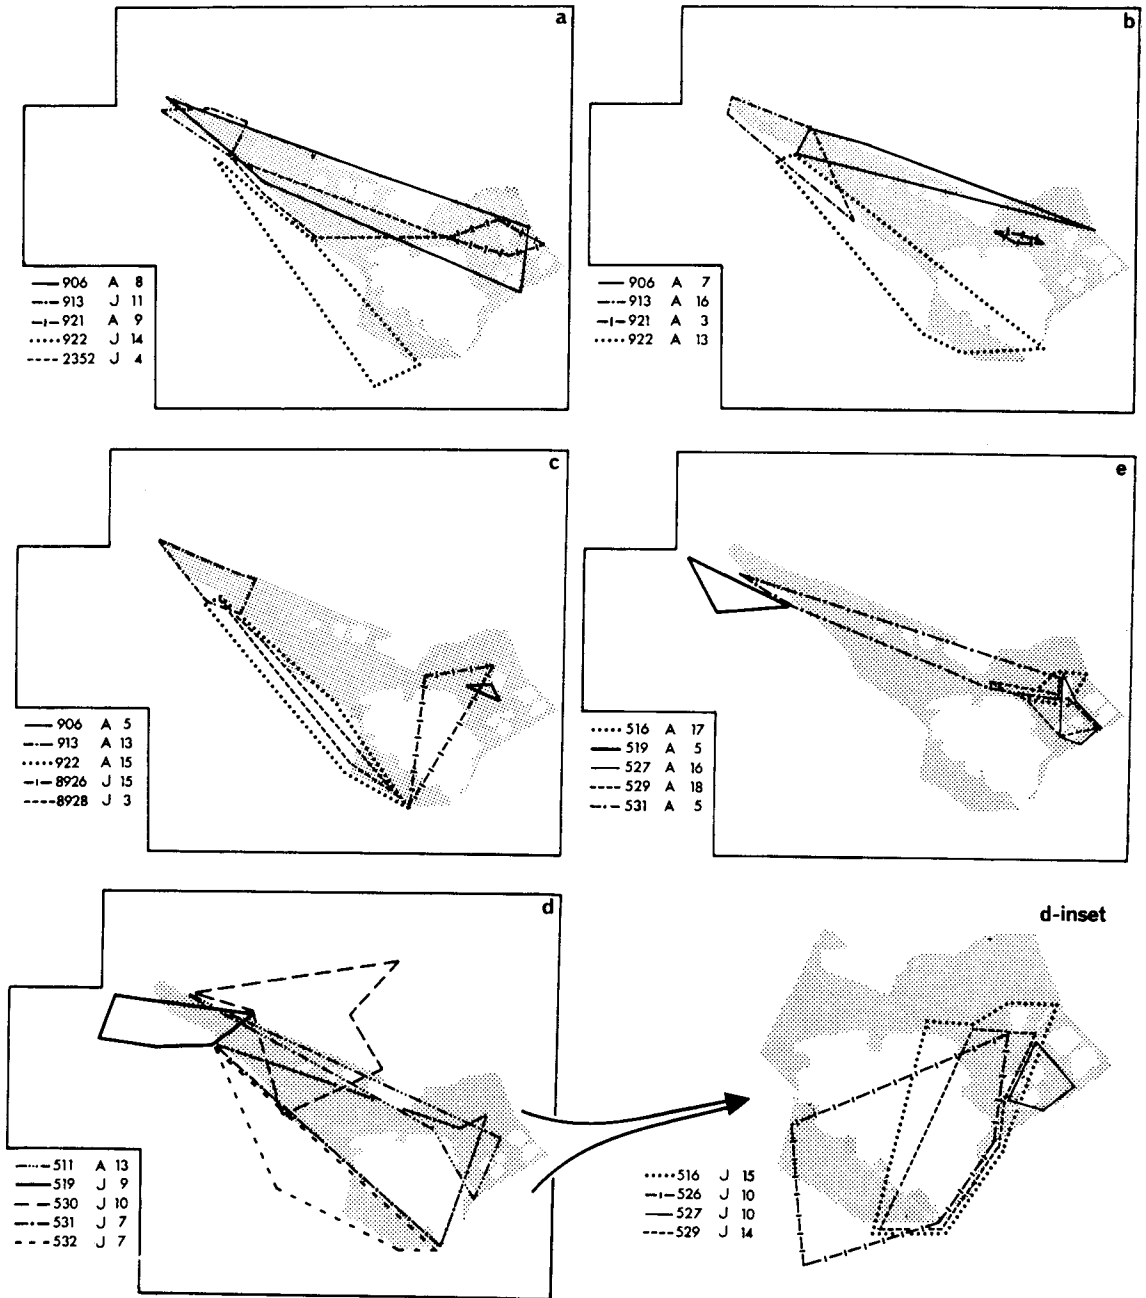 a
906 A 8
913 J 11
921 A 9
922 J 14
2352 J 4
b
906 A 7
913 A 16
921 A 3
922 A 13
c
906 A 5
913 A 13
922 A 15
8926 J 15
8928 J 3
e
516 A 17
519 A 5
527 A 16
529 A 18
531 A 5
d
511 A 13
519 J 9
530 J 10
531 J 7
532 J 7
d-inset
516 J 15
526 J 10
527 J 10
529 J 14